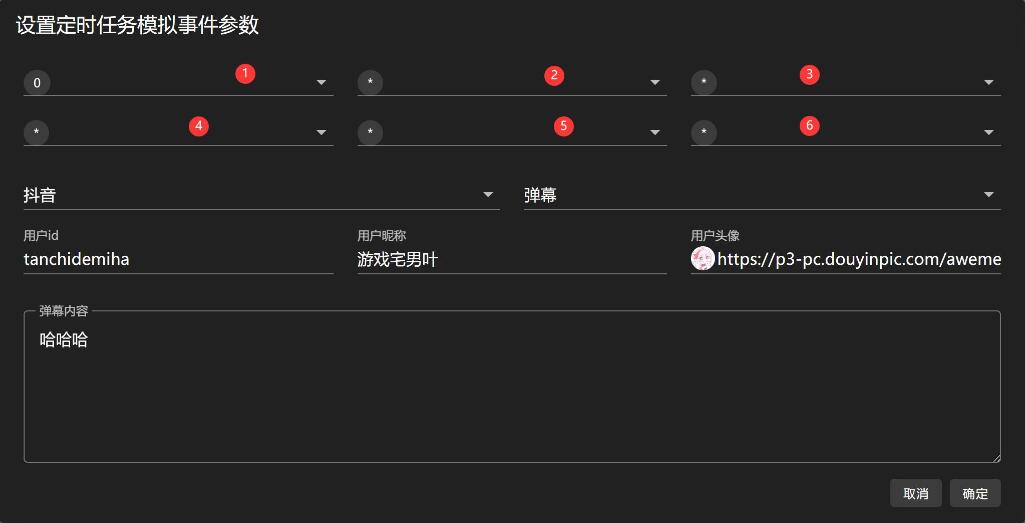 设置定时任务模拟事件参数
0 1 * 2 * 3
* 4 * 5 * 6
抖音 弹幕
用户id 用户昵称 用户头像
tanchidemiha 游戏宅男叶 https://p3-pc.douyinpic.com/aweme
弹幕内容
哈哈哈
取消 确定